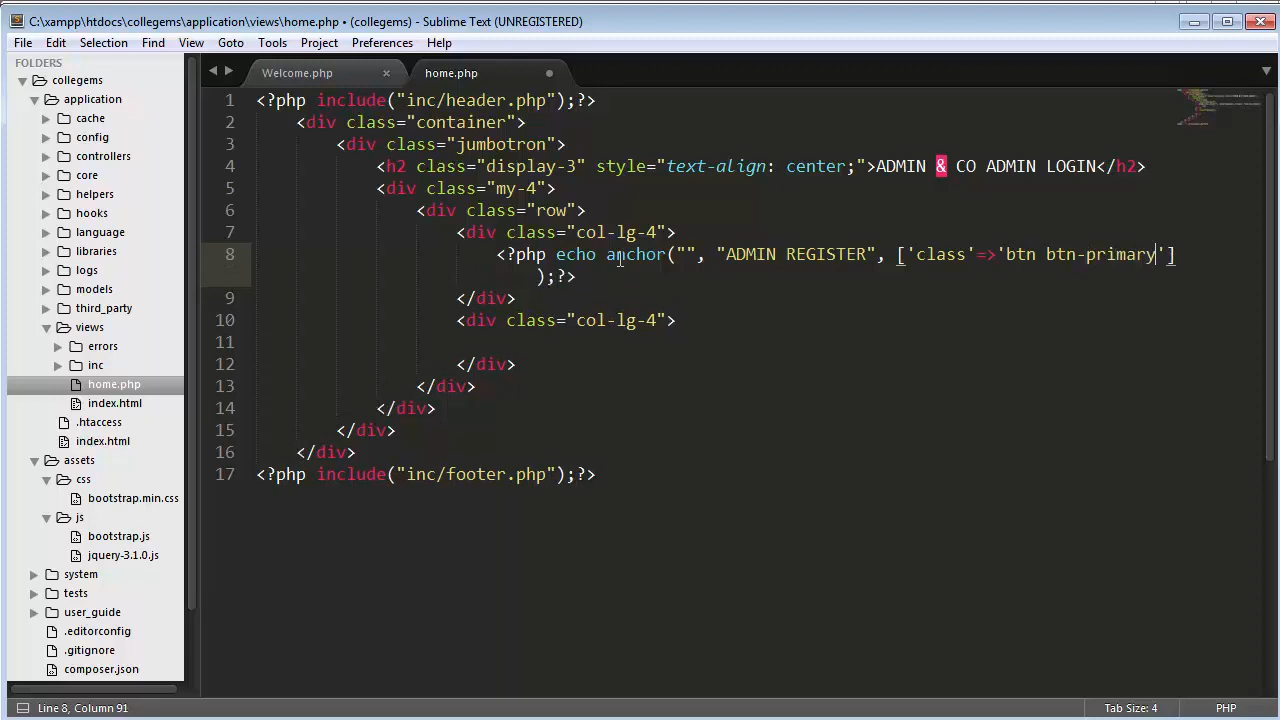 C:\xampp\htdocs\collegems\application\views\home.php • (collegems) - Sublime Text (UNREGISTERED)
File Edit Selection Find View Goto Tools Project Preferences Help
FOLDERS
collegems
application
cache
config
controllers
core
helpers
hooks
language
libraries
logs
models
third_party
views
errors
inc
home.php
index.html
.htaccess
index.html
assets
css
bootstrap.min.css
js
bootstrap.js
jquery-3.1.0.js
system
tests
user_guide
.editorconfig
.gitignore
composer.json
Welcome.php × home.php
1 <?php include("inc/header.php");?>
2 <div class="container">
3 <div class="jumbotron">
4 <h2 class="display-3" style="text-align: center;">ADMIN & CO ADMIN LOGIN</h2>
5 <div class="my-4">
6 <div class="row">
7 <div class="col-lg-4">
8 <?php echo anchor("", "ADMIN REGISTER", ['class'=>'btn btn-primary']
);?>
9 </div>
10 <div class="col-lg-4">
11
12 </div>
13 </div>
14 </div>
15 </div>
16 </div>
17 <?php include("inc/footer.php");?>
Line 8, Column 91 Tab Size: 4 PHP